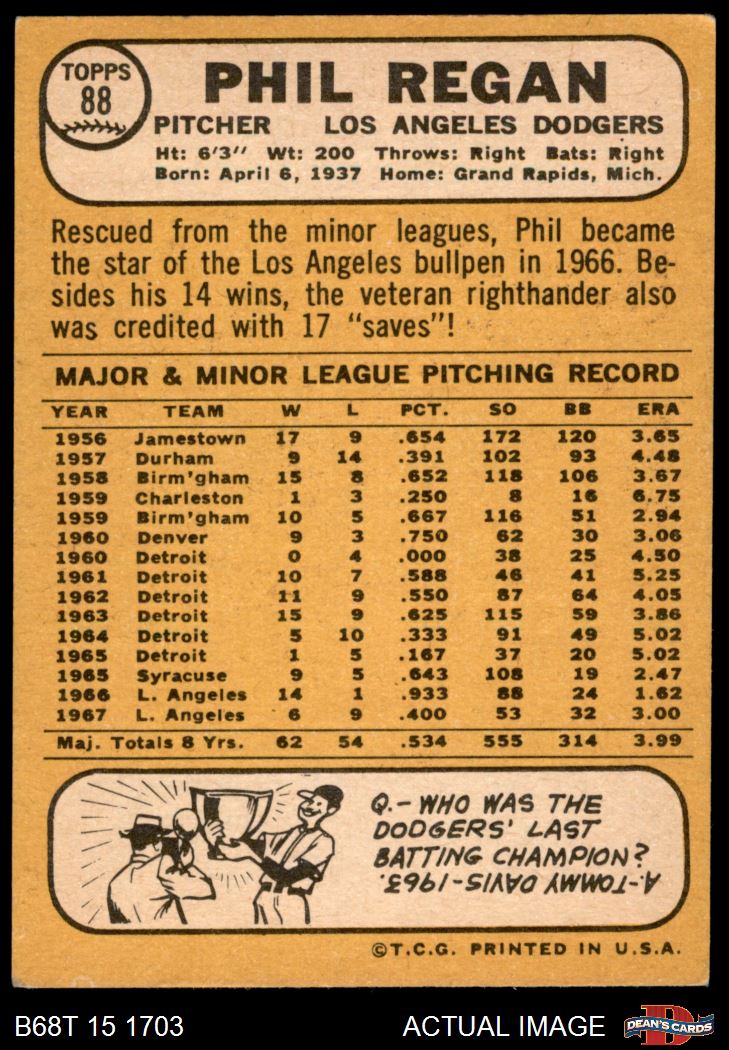 TOPPS
88
PHIL REGAN
PITCHER LOS ANGELES DODGERS
Ht: 6'3" Wt: 200 Throws: Right Bats: Right
Born: April 6, 1937 Home: Grand Rapids, Mich.
Rescued from the minor leagues, Phil became
the star of the Los Angeles bullpen in 1966. Be-
sides his 14 wins, the veteran righthander also
was credited with 17 "saves"!
MAJOR & MINOR LEAGUE PITCHING RECORD
YEAR TEAM W L PCT. SO BB ERA
1956 Jamestown 17 9 .654 172 120 3.65
1957 Durham 9 14 .391 102 93 4.48
1958 Birm'gham 15 8 .652 118 106 3.67
1959 Charleston 1 3 .250 8 16 6.75
1959 Birm'gham 10 5 .667 116 51 2.94
1960 Denver 9 3 .750 62 30 3.06
1960 Detroit 0 4 .000 38 25 4.50
1961 Detroit 10 7 .588 46 41 5.25
1962 Detroit 11 9 .550 87 64 4.05
1963 Detroit 15 9 .625 115 59 3.86
1964 Detroit 5 10 .333 91 49 5.02
1965 Detroit 1 5 .167 37 20 5.02
1965 Syracuse 9 5 .643 108 19 2.47
1966 L. Angeles 14 1 .933 88 24 1.62
1967 L. Angeles 6 9 .400 53 32 3.00
Maj. Totals 8 Yrs. 62 54 .534 555 314 3.99
Q.- WHO WAS THE
DODGERS' LAST
BATTING CHAMPION?
A.-TOMMY DAVIS-1963.
©T.C.G. PRINTED IN U.S.A.
B68T 15 1703 ACTUAL IMAGE
D
DEAN'S CARDS